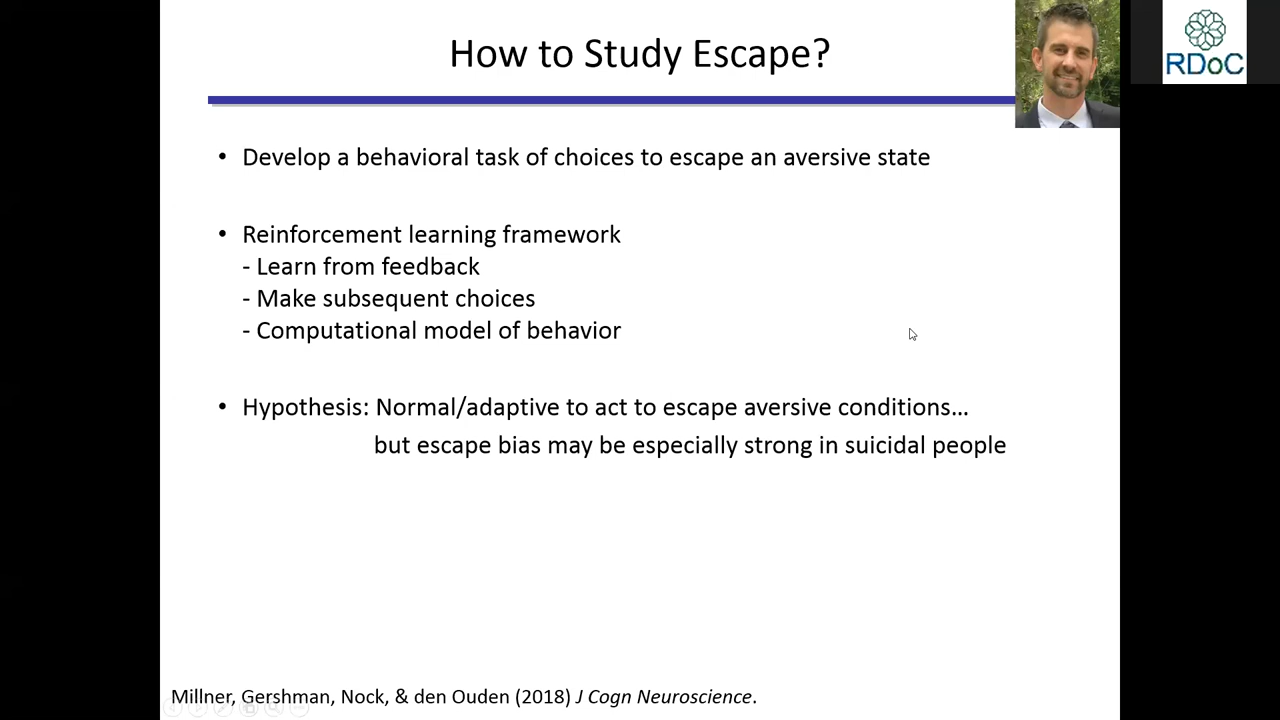 How to Study Escape?
RDoC
• Develop a behavioral task of choices to escape an aversive state
• Reinforcement learning framework
- Learn from feedback
- Make subsequent choices
- Computational model of behavior
• Hypothesis: Normal/adaptive to act to escape aversive conditions...
but escape bias may be especially strong in suicidal people
Millner, Gershman, Nock, & den Ouden (2018) J Cogn Neuroscience.